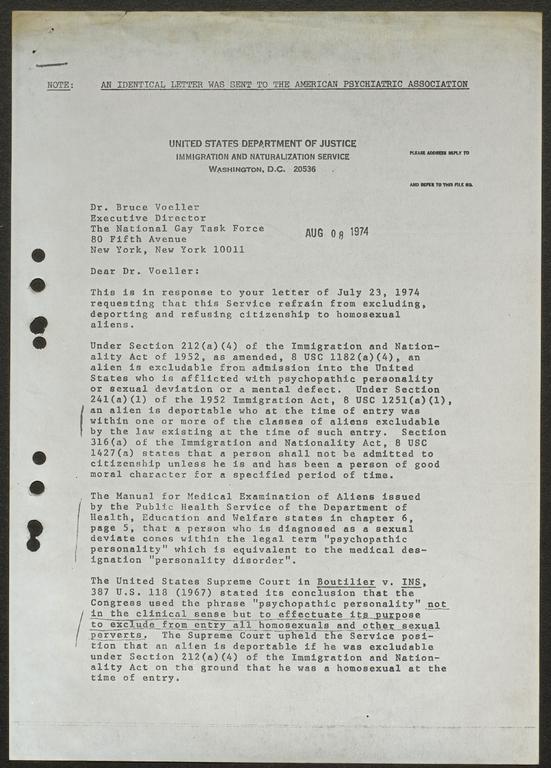 NOTE: AN IDENTICAL LETTER WAS SENT TO THE AMERICAN PSYCHIATRIC ASSOCIATION
UNITED STATES DEPARTMENT OF JUSTICE
IMMIGRATION AND NATURALIZATION SERVICE
WASHINGTON, D.C. 20536
PLEASE ADDRESS REPLY TO
AND REFER TO THIS FILE NO.
Dr. Bruce Voeller
Executive Director
The National Gay Task Force
80 Fifth Avenue
New York, New York 10011
AUG 08 1974
Dear Dr. Voeller:
This is in response to your letter of July 23, 1974
requesting that this Service refrain from excluding,
deporting and refusing citizenship to homosexual
aliens.
Under Section 212(a)(4) of the Immigration and Nation-
ality Act of 1952, as amended, 8 USC 1182(a)(4), an
alien is excludable from admission into the United
States who is afflicted with psychopathic personality
or sexual deviation or a mental defect. Under Section
241(a)(1) of the 1952 Immigration Act, 8 USC 1251(a)(1),
an alien is deportable who at the time of entry was
within one or more of the classes of aliens excludable
by the law existing at the time of such entry. Section
316(a) of the Immigration and Nationality Act, 8 USC
1427(a) states that a person shall not be admitted to
citizenship unless he is and has been a person of good
moral character for a specified period of time.
The Manual for Medical Examination of Aliens issued
by the Public Health Service of the Department of
Health, Education and Welfare states in chapter 6,
page 5, that a person who is diagnosed as a sexual
deviate comes within the legal term "psychopathic
personality" which is equivalent to the medical des-
ignation "personality disorder".
The United States Supreme Court in Boutilier v. INS,
387 U.S. 118 (1967) stated its conclusion that the
Congress used the phrase "psychopathic personality" not
in the clinical sense but to effectuate its purpose
to exclude from entry all homosexuals and other sexual
perverts. The Supreme Court upheld the Service posi-
tion that an alien is deportable if he was excludable
under Section 212(a)(4) of the Immigration and Nation-
ality Act on the ground that he was a homosexual at the
time of entry.